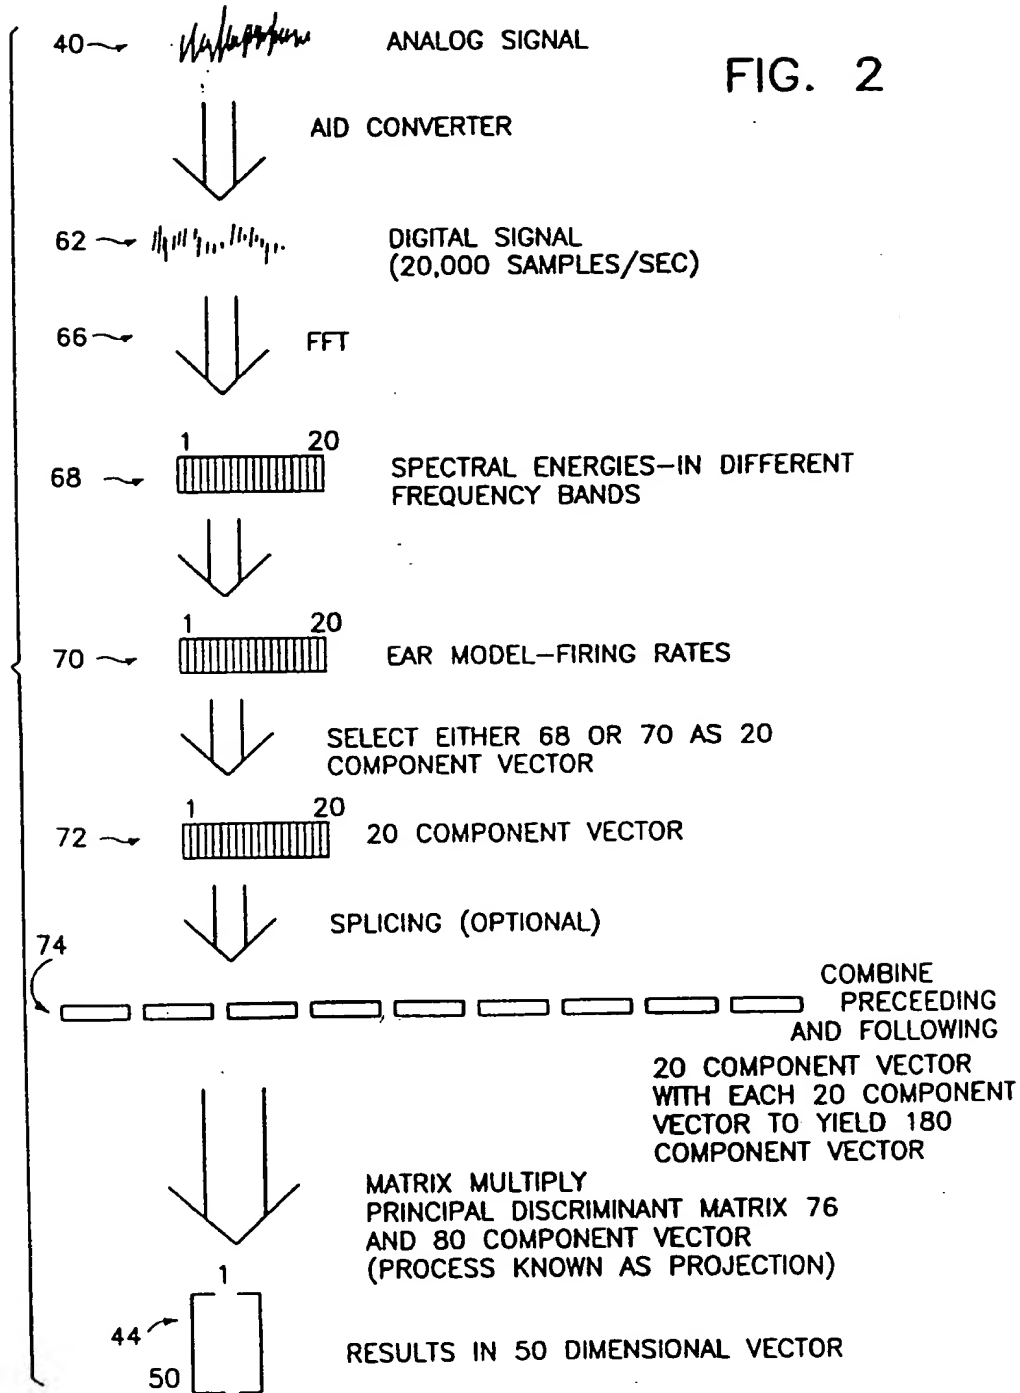 40 ANALOG SIGNAL
FIG. 2
AID CONVERTER
62 DIGITAL SIGNAL
(20,000 SAMPLES/SEC)
66 FFT
1 20
68 SPECTRAL ENERGIES-IN DIFFERENT
FREQUENCY BANDS
1 20
70 EAR MODEL-FIRING RATES
SELECT EITHER 68 OR 70 AS 20
COMPONENT VECTOR
1 20
72 20 COMPONENT VECTOR
SPLICING (OPTIONAL)
74
COMBINE
PRECEEDING
AND FOLLOWING
20 COMPONENT VECTOR
WITH EACH 20 COMPONENT
VECTOR TO YIELD 180
COMPONENT VECTOR
MATRIX MULTIPLY
PRINCIPAL DISCRIMINANT MATRIX 76
AND 80 COMPONENT VECTOR
(PROCESS KNOWN AS PROJECTION)
1
44
RESULTS IN 50 DIMENSIONAL VECTOR
50